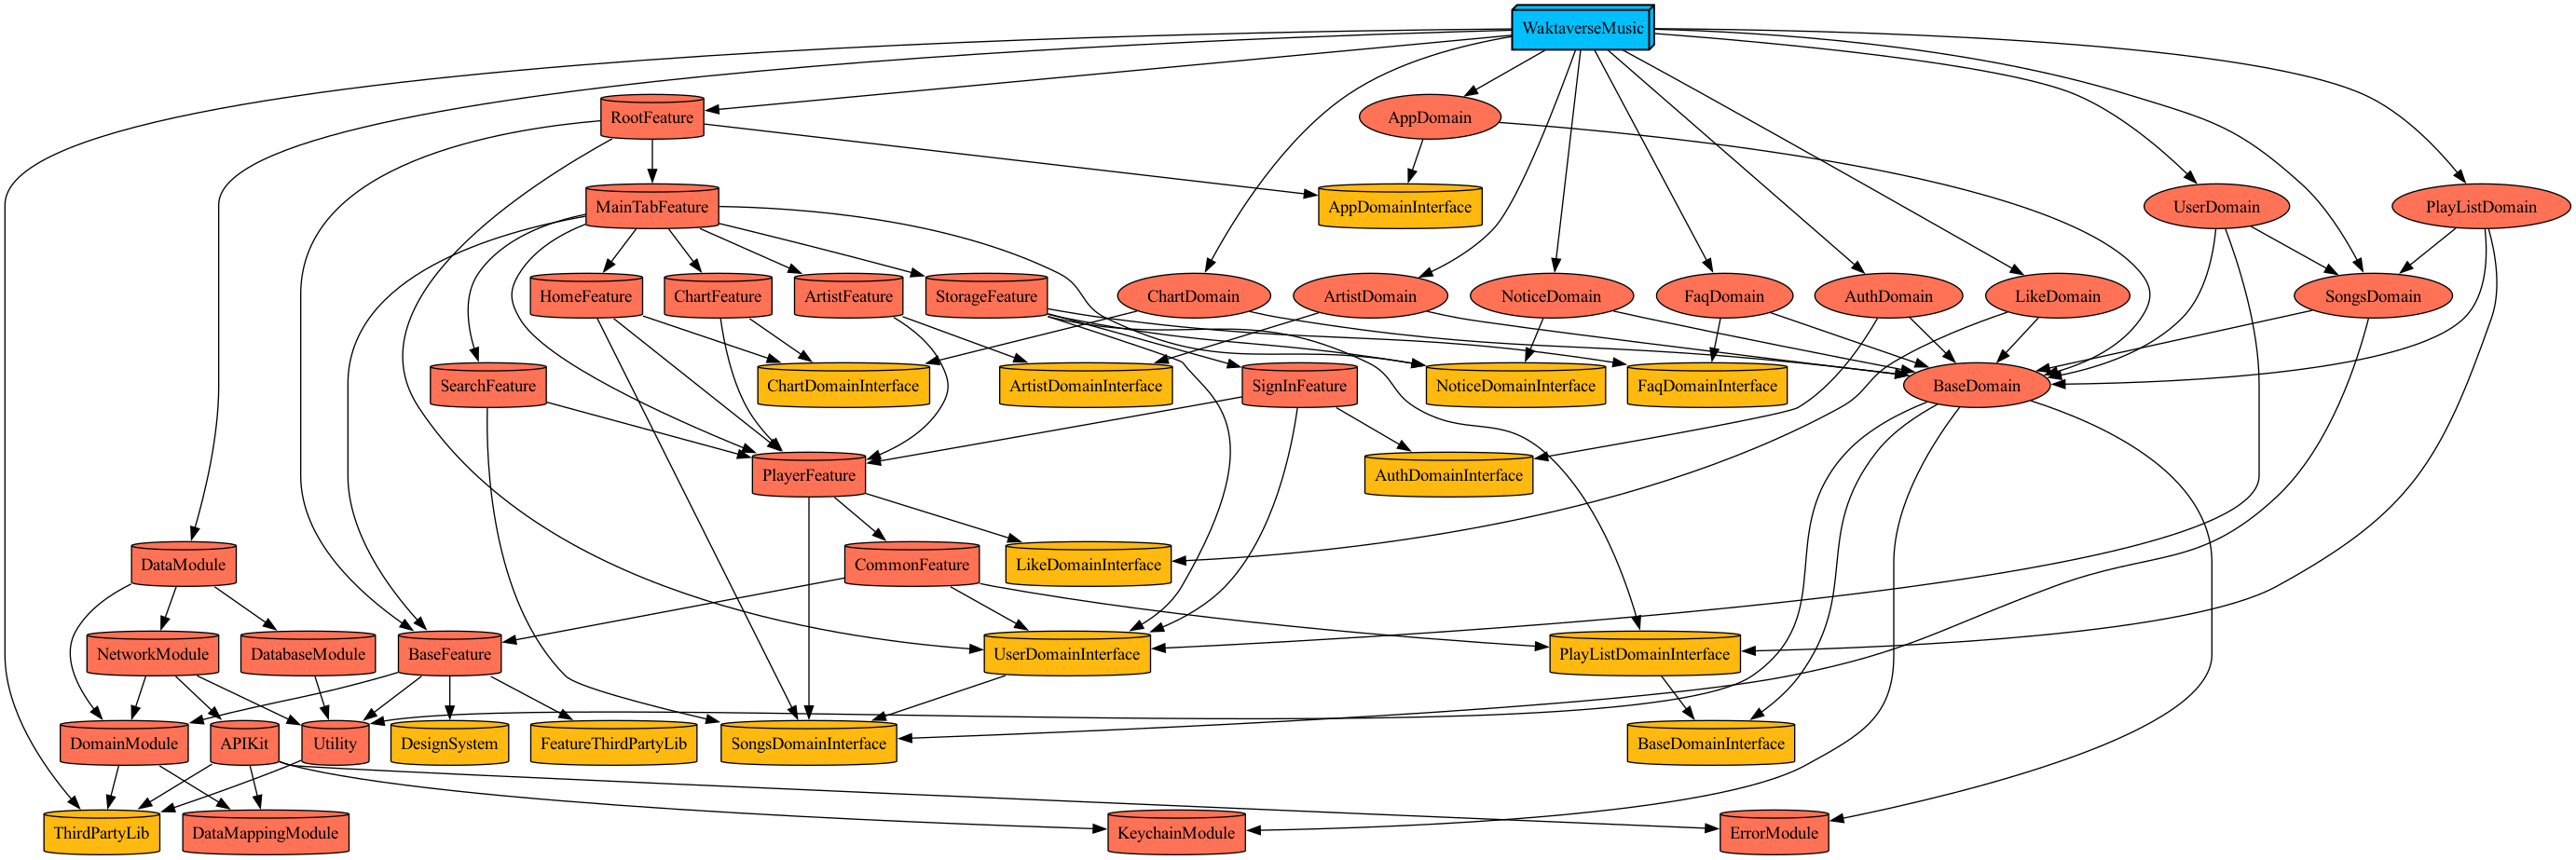 WaktaverseMusic
RootFeature
AppDomain
MainTabFeature
AppDomainInterface
UserDomain
PlayListDomain
HomeFeature
ChartFeature
ArtistFeature
StorageFeature
ChartDomain
ArtistDomain
NoticeDomain
FaqDomain
AuthDomain
LikeDomain
SongsDomain
SearchFeature
ChartDomainInterface
ArtistDomainInterface
SignInFeature
NoticeDomainInterface
FaqDomainInterface
BaseDomain
PlayerFeature
AuthDomainInterface
DataModule
CommonFeature
LikeDomainInterface
NetworkModule
DatabaseModule
BaseFeature
UserDomainInterface
PlayListDomainInterface
DomainModule
APIKit
Utility
DesignSystem
FeatureThirdPartyLib
SongsDomainInterface
BaseDomainInterface
ThirdPartyLib
DataMappingModule
KeychainModule
ErrorModule